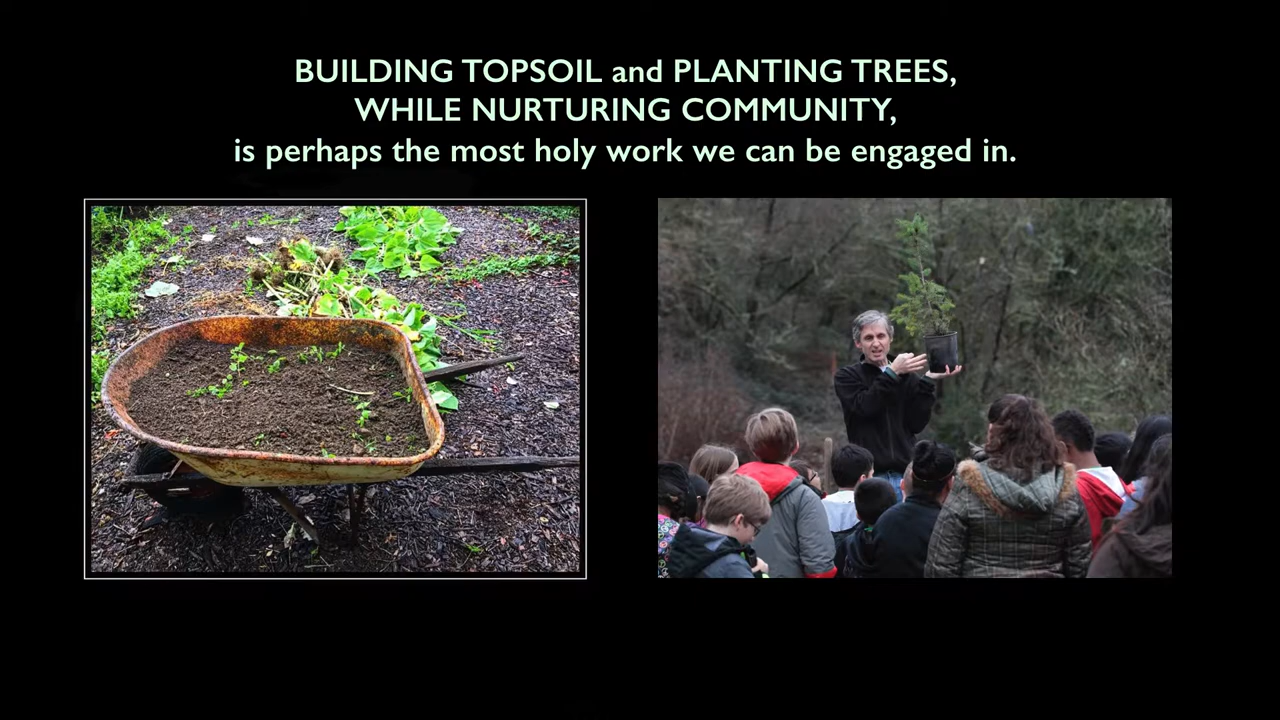 BUILDING TOPSOIL and PLANTING TREES,
WHILE NURTURING COMMUNITY,
is perhaps the most holy work we can be engaged in.